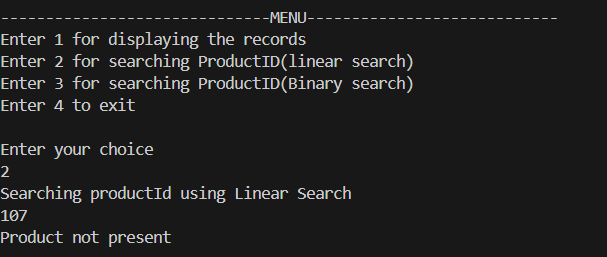 ------------------------------MENU----------------------------
Enter 1 for displaying the records
Enter 2 for searching ProductID(linear search)
Enter 3 for searching ProductID(Binary search)
Enter 4 to exit
Enter your choice
2
Searching productId using Linear Search
107
Product not present